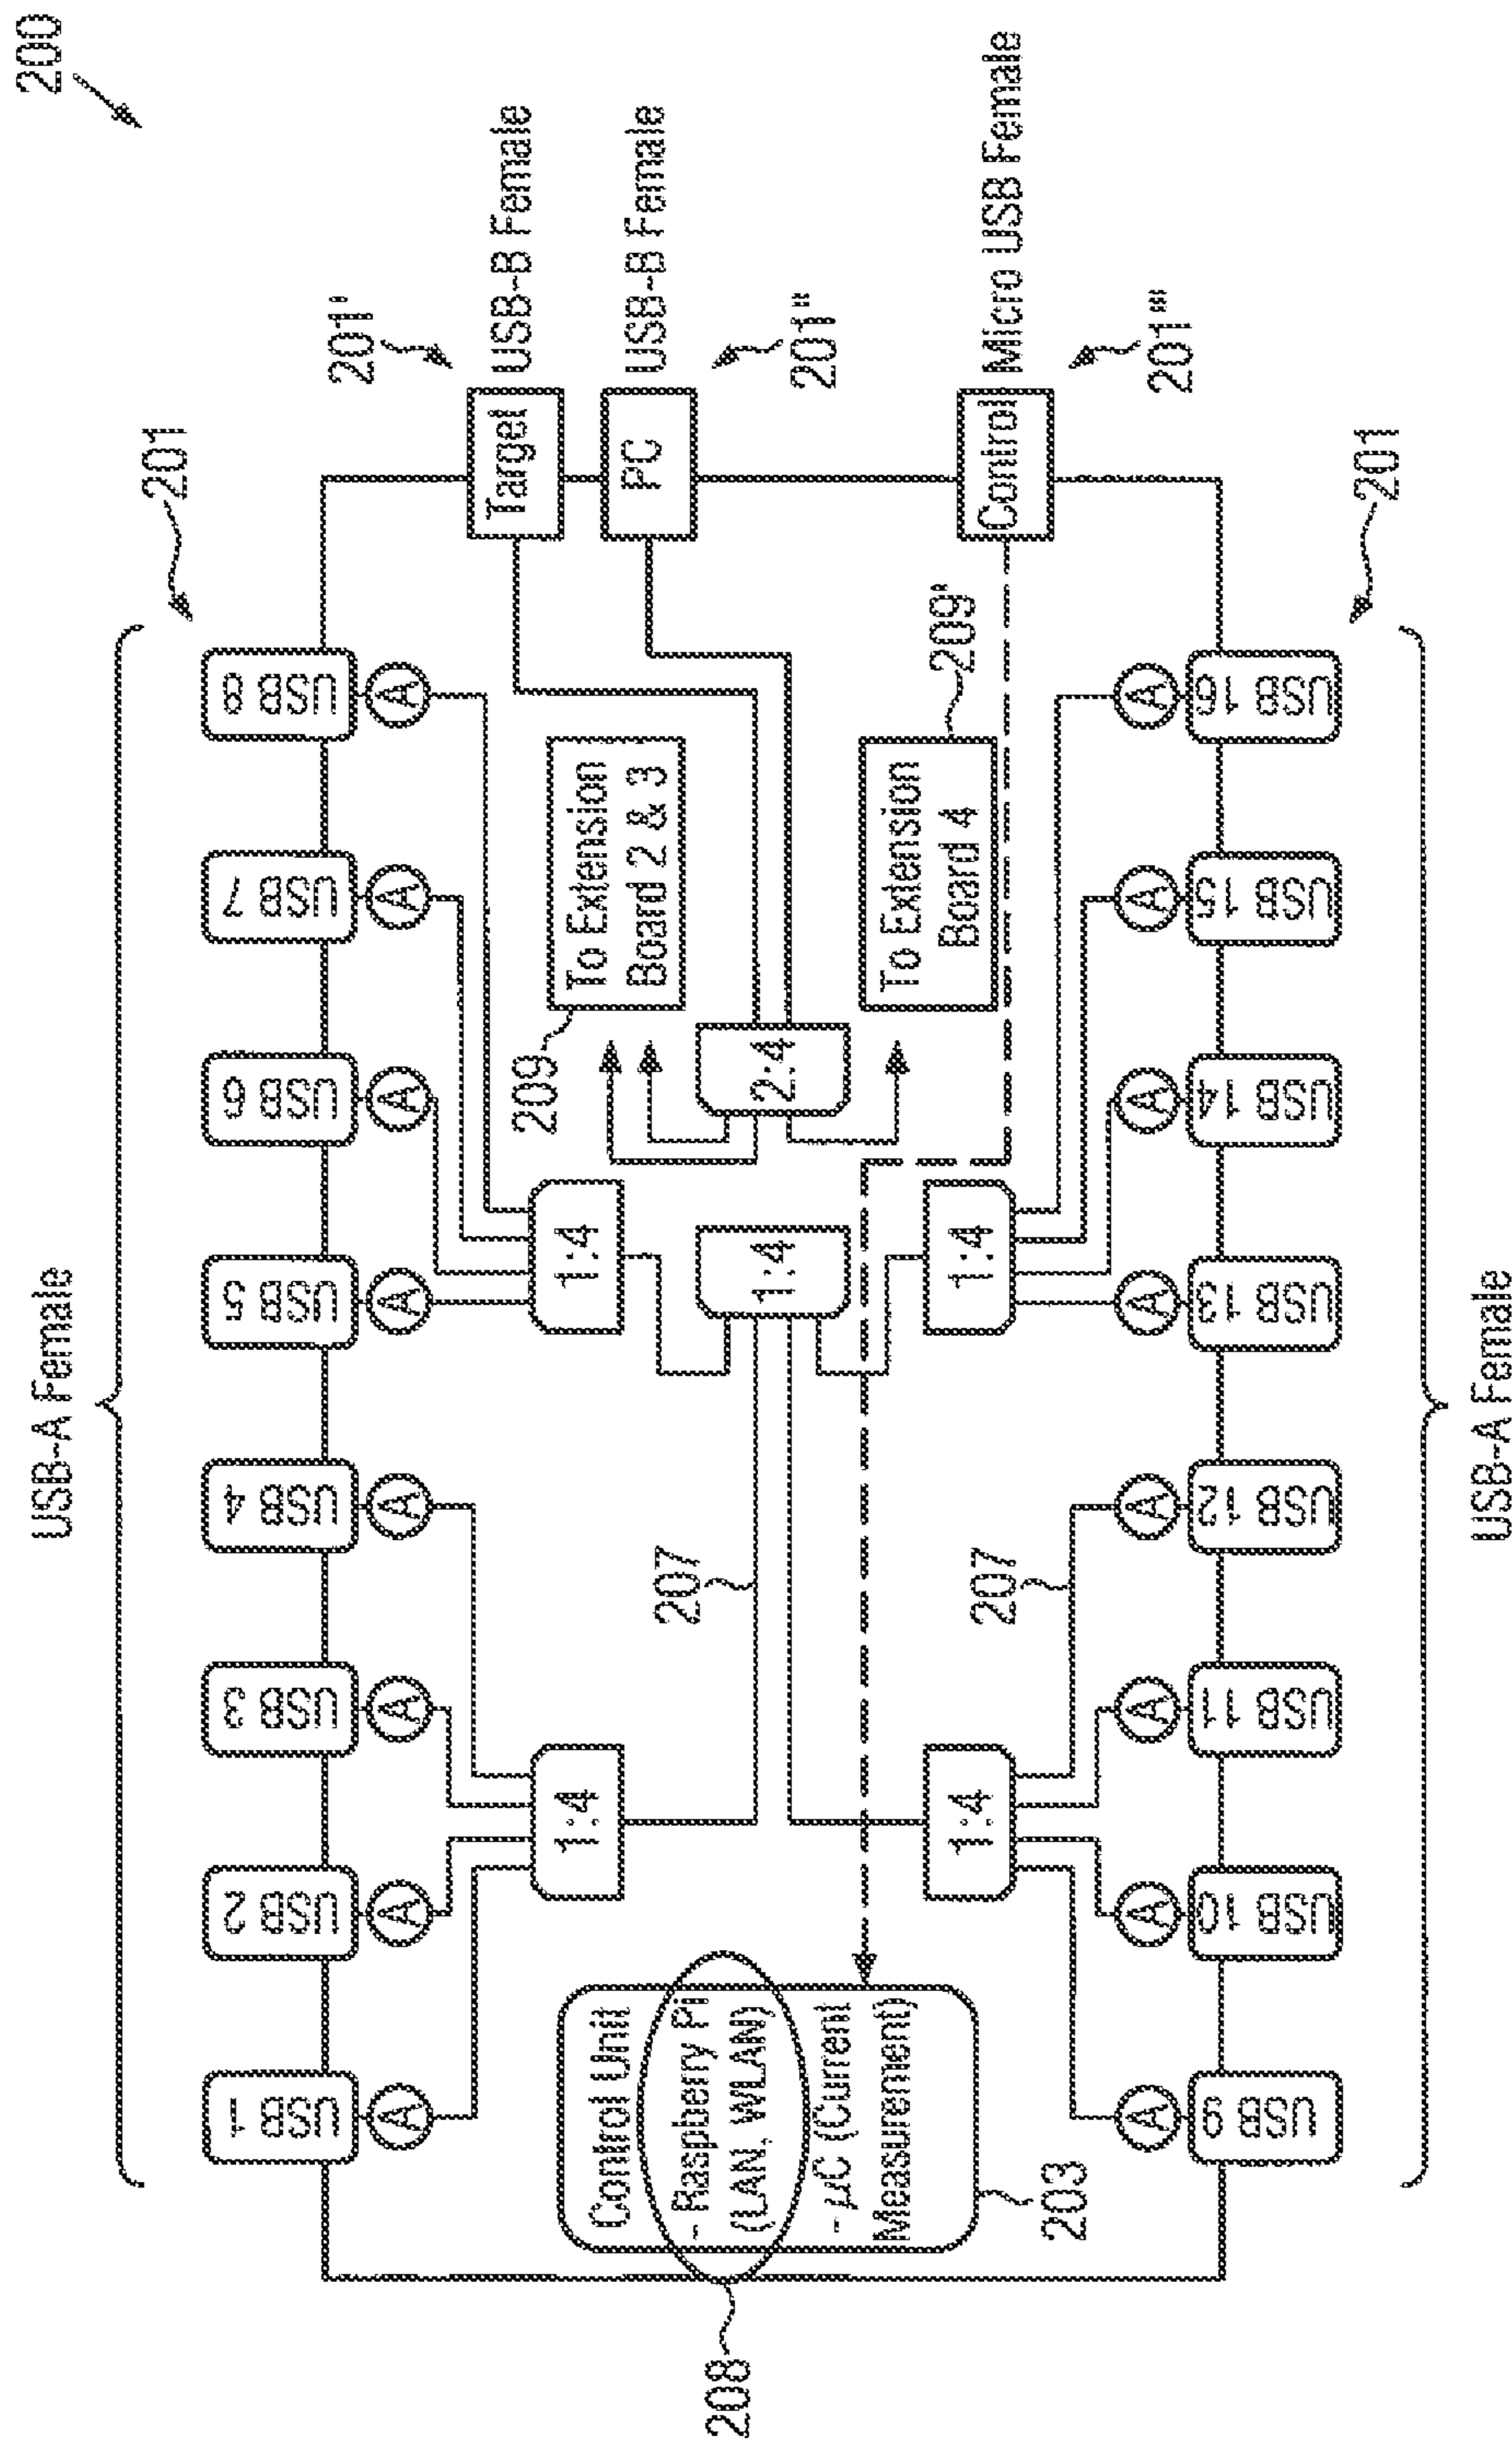 200
USB-A Female
201
USB 1
USB 2
USB 3
USB 4
USB 5
USB 6
USB 7
USB 8
A
A
A
A
A
A
A
A
201'
Target
USB-B Female
PC
USB-B Female
201"
1:4
1:4
209
To Extension
Board 2 & 3
207
1:4
2:4
208
Control Unit
- Raspberry Pi
(LAN, WLAN)
- µC (Current
Measurement)
203
To Extension
Board 4
209'
Control
Micro USB Female
201'''
1:4
1:4
207
A
A
A
A
A
A
A
A
USB 9
USB 10
USB 11
USB 12
USB 13
USB 14
USB 15
USB 16
201
USB-A Female